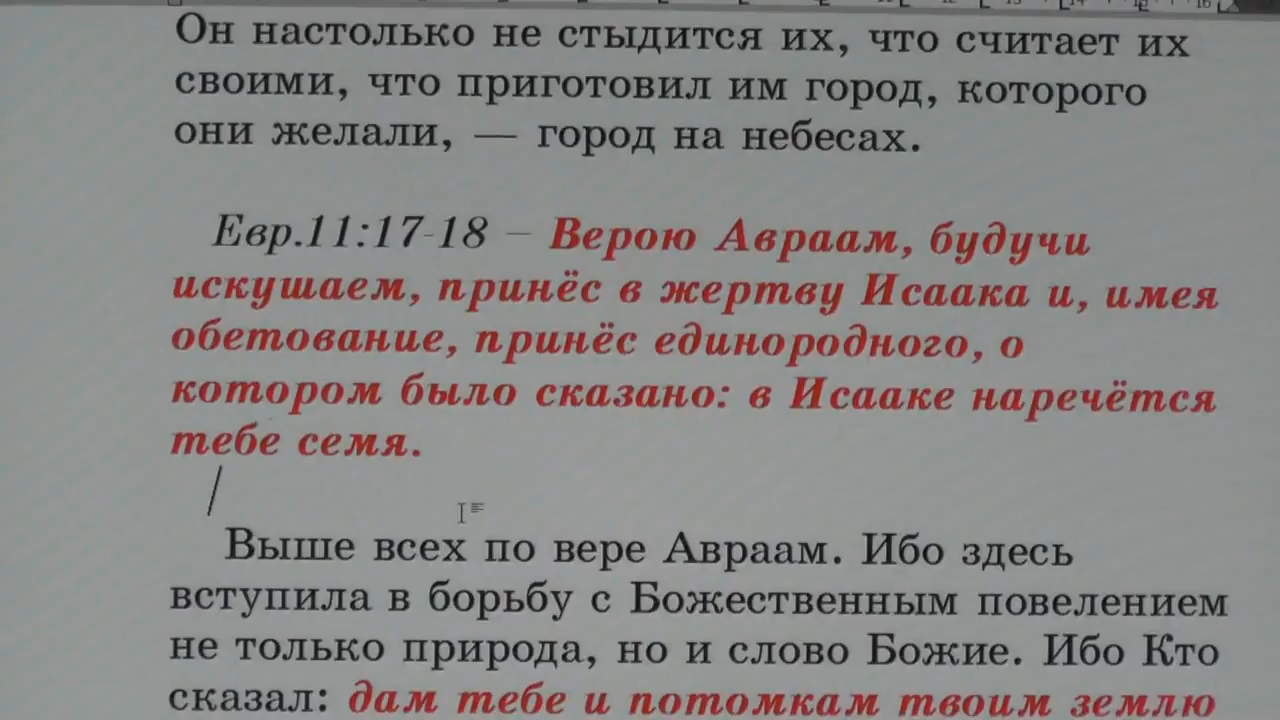 Он настолько не стыдится их, что считает их
своими, что приготовил им город, которого
они желали, — город на небесах.
Евр.11:17-18 – Верою Авраам, будучи
искушаем, принёс в жертву Исаака и, имея
обетование, принёс единородного, о
котором было сказано: в Исааке наречётся
тебе семя.
Выше всех по вере Авраам. Ибо здесь
вступила в борьбу с Божественным повелением
не только природа, но и слово Божие. Ибо Кто
сказал: дам тебе и потомкам твоим землю